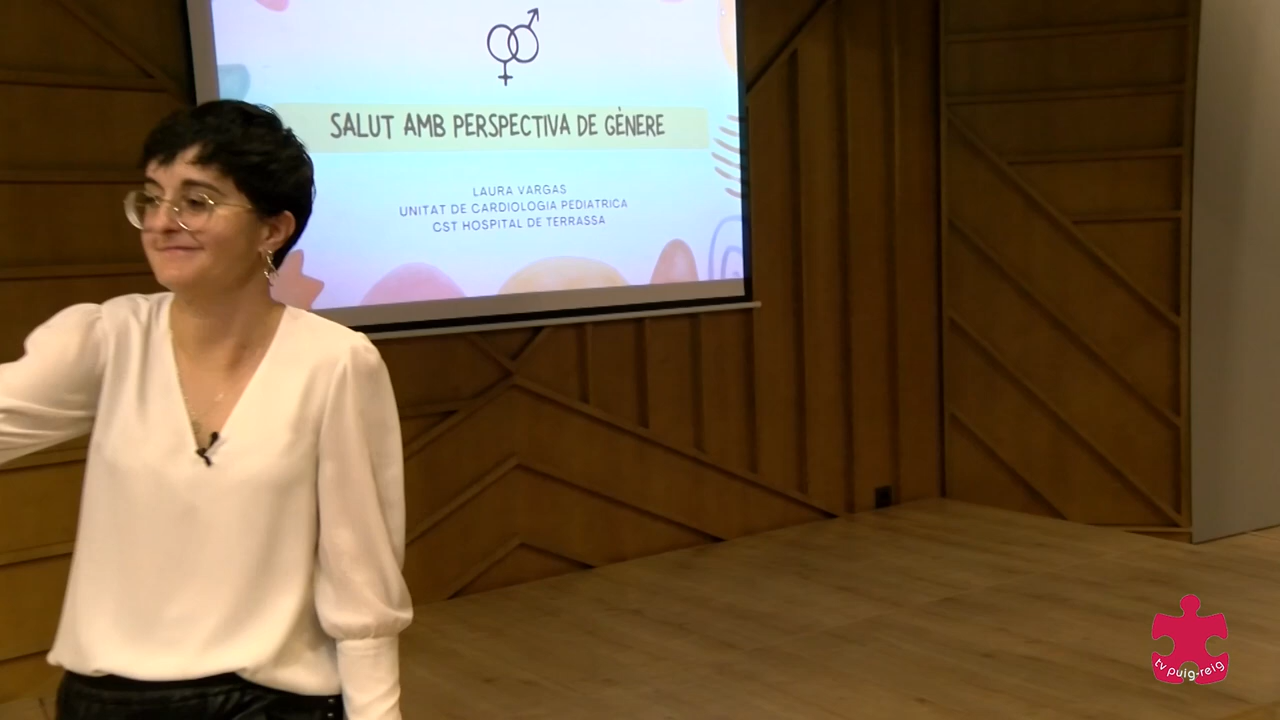 SALUT AMB PERSPECTIVA DE GÈNERE
LAURA VARGAS
UNITAT DE CARDIOLOGIA PEDIATRICA
CST HOSPITAL DE TERRASSA
tv puig-reig